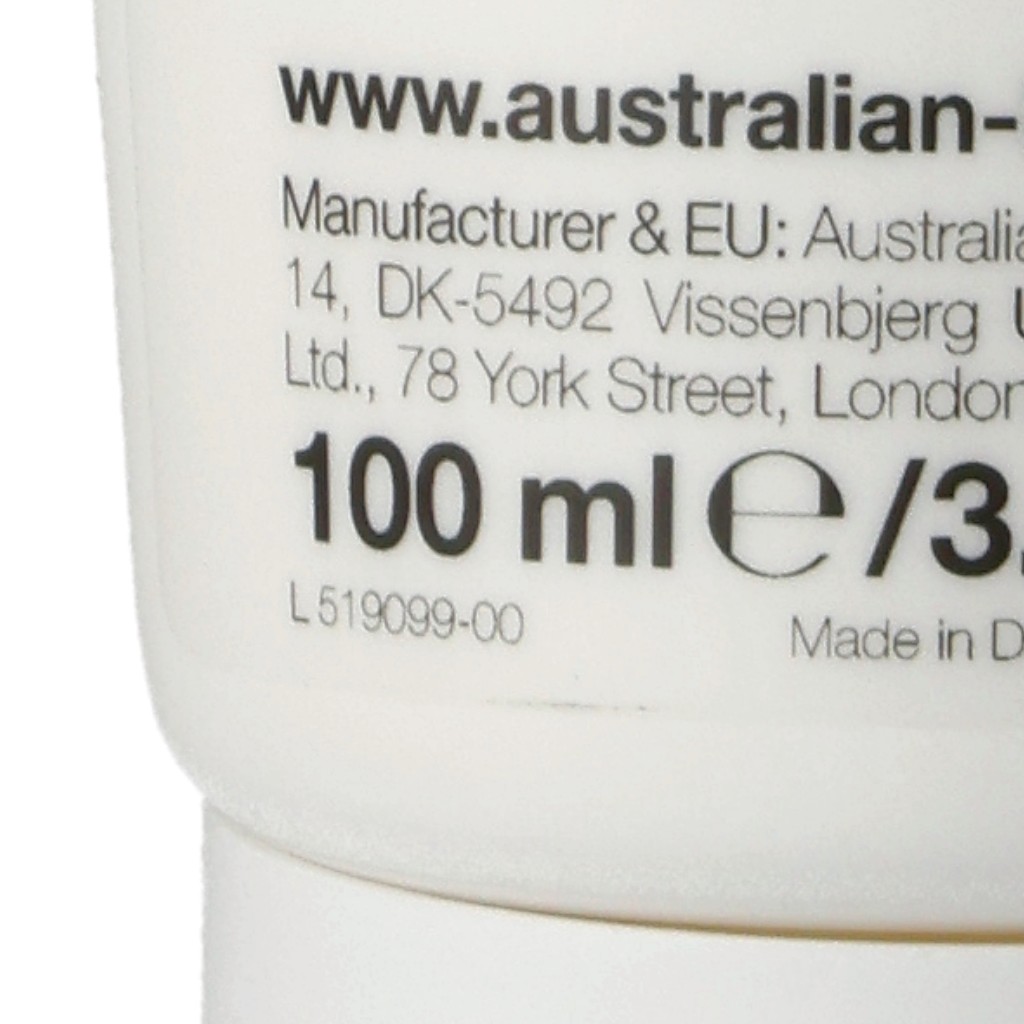 www.australian-
Manufacturer & EU: Australia
14, DK-5492 Vissenbjerg
Ltd., 78 York Street, London
100 ml e /3.
L 519099-00
Made in D